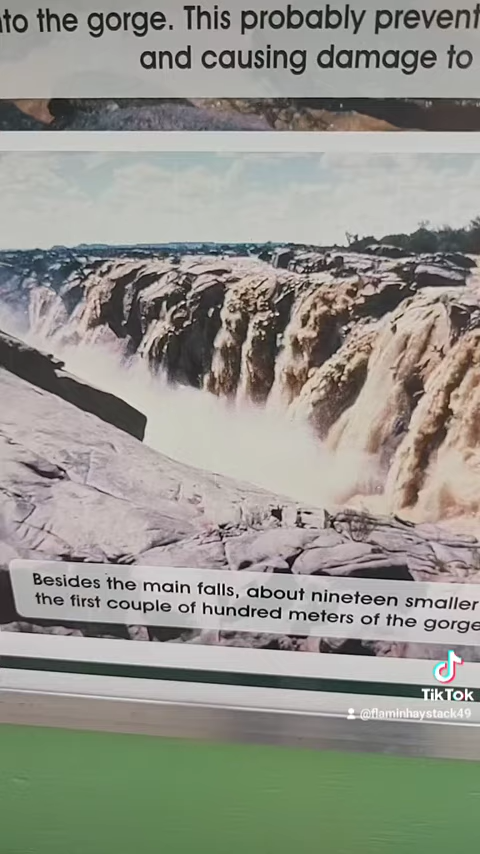 to the gorge. This probably prevent
and causing damage to
Besides the main falls, about nineteen smaller
the first couple of hundred meters of the gorge
TikTok
@flaminhaystack49